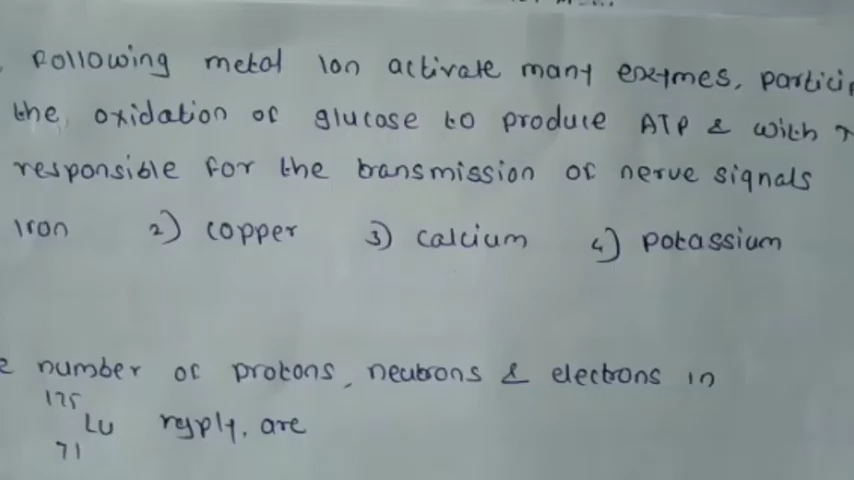 Following metal Ion activate many enzymes, particip
the, oxidation of glucose to produce ATP & with
responsible for the transmission of nerve signals
Iron 2) copper 3) calcium 4) potassium
number of protons, neutrons & electrons in
175
Lu are
71